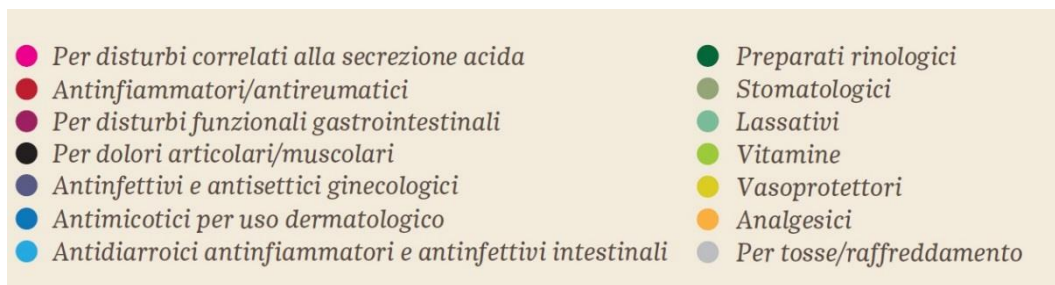 Per disturbi correlati alla secrezione acida
Antinfiammatori/antireumatici
Per disturbi funzionali gastrointestinali
Per dolori articolari/muscolari
Antinfettivi e antisettici ginecologici
Antimicotici per uso dermatologico
Antidiarroici antinfiammatori e antinfettivi intestinali
Preparati rinologici
Stomatologici
Lassativi
Vitamine
Vasoprotettori
Analgesici
Per tosse/raffreddamento